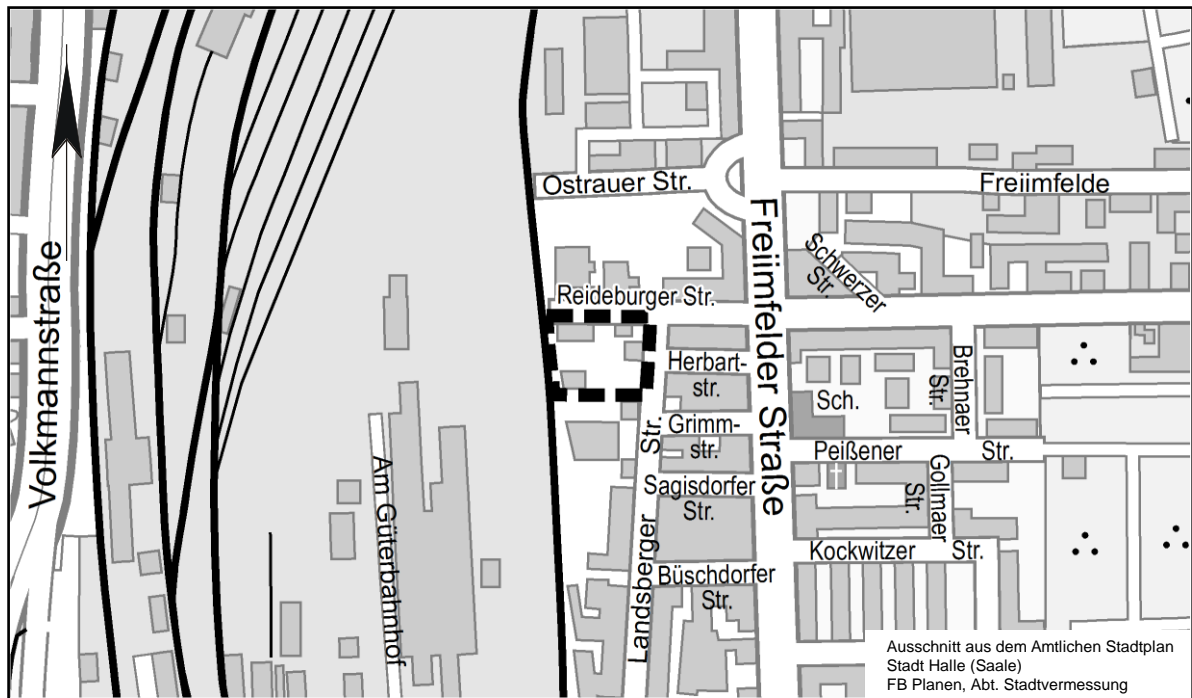 Ostrauer Str.
Freiimfelde
Volkmannstraße
Freiimfelder Straße
Schwerzer
Str.
Reideburger Str.
Herbart-
str.
Brehnaer
Str.
Sch.
Grimm-
str.
Peißener
Str.
Landsberger
Str.
Gollmaer
Str.
Sagisdorfer
Str.
Am Güterbahnhof
Kockwitzer
Str.
Büschdorfer
Str.
Ausschnitt aus dem Amtlichen Stadtplan
Stadt Halle (Saale)
FB Planen, Abt. Stadtvermessung